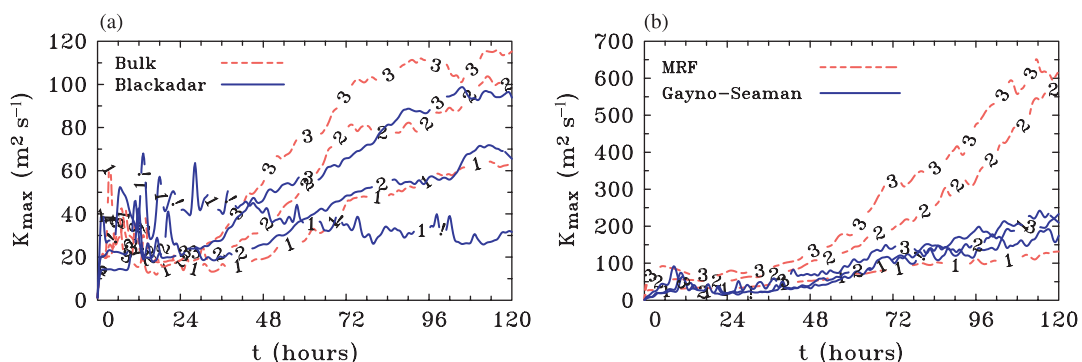 (a)
120
100
80
60
40
20
0
K_max (m² s⁻¹)
Bulk
Blackadar
0 24 48 72 96 120
t (hours)
(b)
700
600
500
400
300
200
100
0
K_max (m² s⁻¹)
MRF
Gayno-Seaman
0 24 48 72 96 120
t (hours)